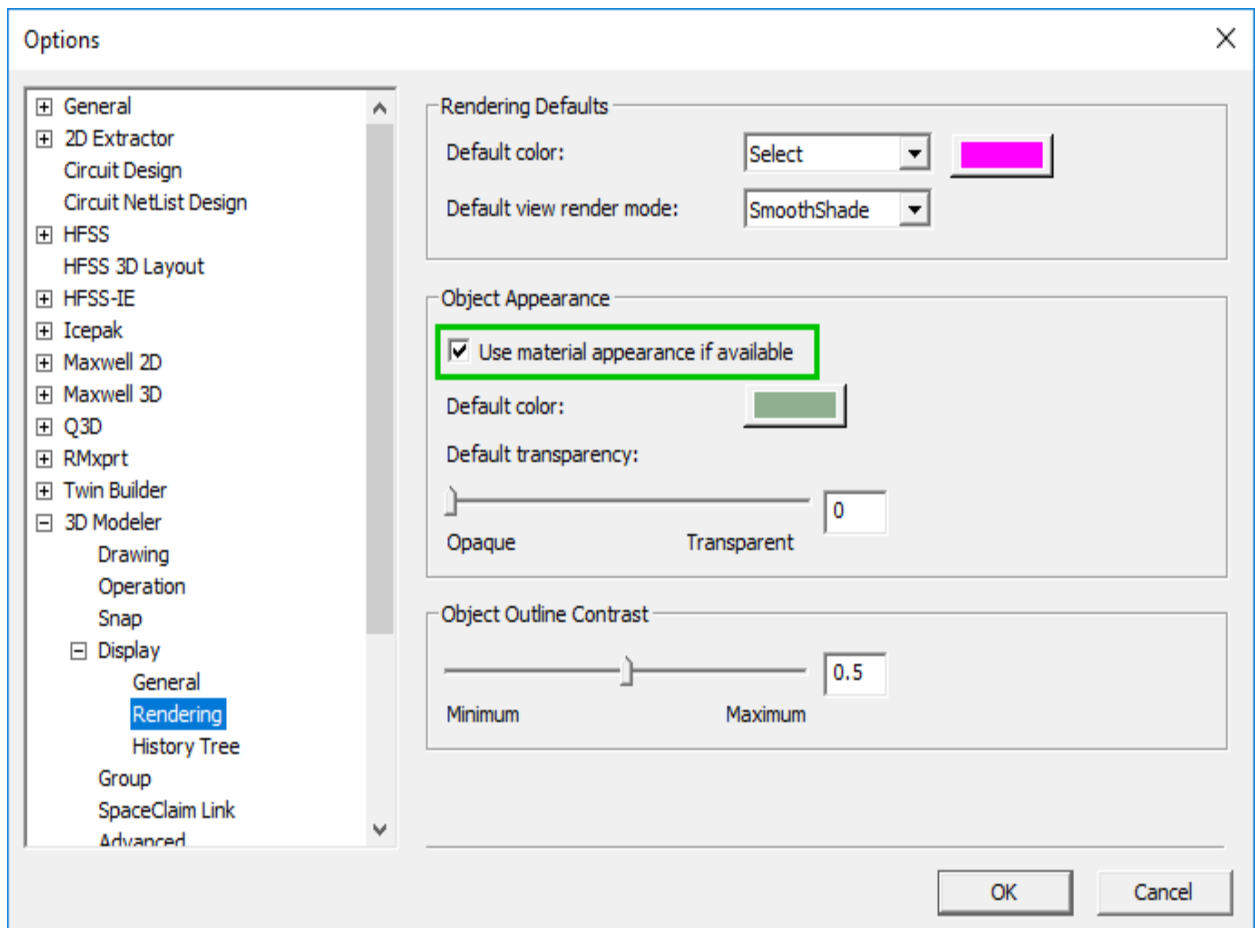 Options
General
2D Extractor
Circuit Design
Circuit NetList Design
HFSS
HFSS 3D Layout
HFSS-IE
Icepak
Maxwell 2D
Maxwell 3D
Q3D
RMxprt
Twin Builder
3D Modeler
Drawing
Operation
Snap
Display
General
Rendering
History Tree
Group
SpaceClaim Link
Advanced
Rendering Defaults
Default color: Select
Default view render mode: SmoothShade
Object Appearance
Use material appearance if available
Default color:
Default transparency:
0
Opaque Transparent
Object Outline Contrast
0.5
Minimum Maximum
OK Cancel